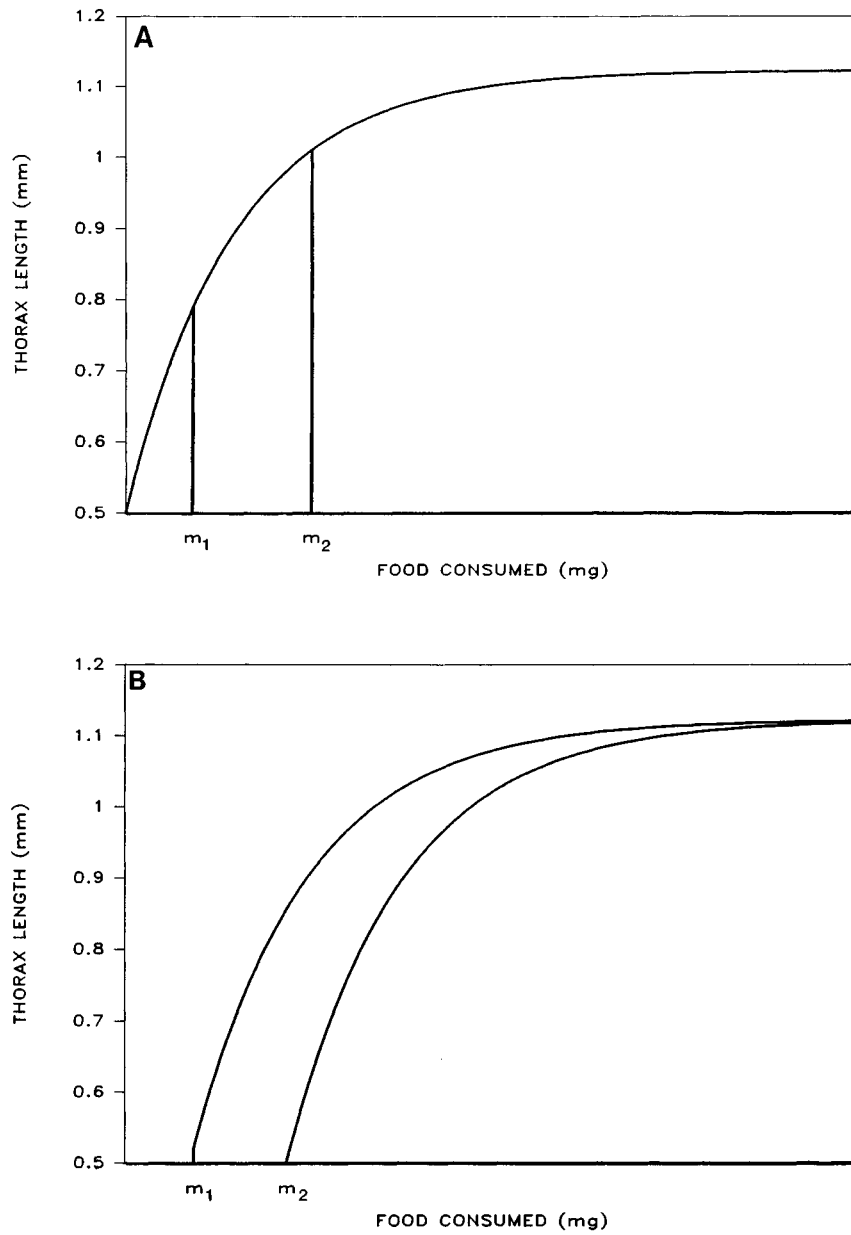 A
1.2
1.1
1
0.9
0.8
0.7
0.6
0.5
THORAX LENGTH (mm)
m₁ m₂
FOOD CONSUMED (mg)
B
1.2
1.1
1
0.9
0.8
0.7
0.6
0.5
THORAX LENGTH (mm)
m₁ m₂
FOOD CONSUMED (mg)